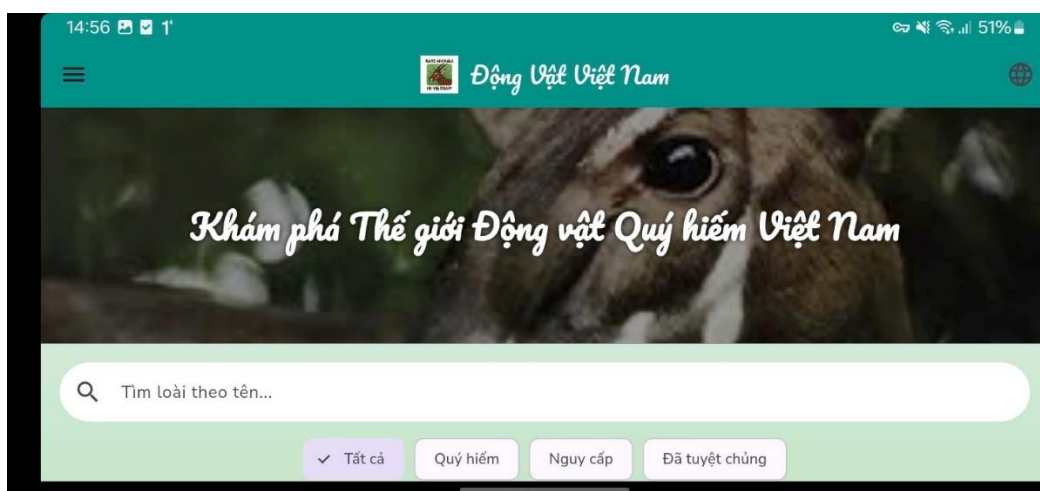 14:56
51%
Động Vật Việt Nam
Khám phá Thế giới Động vật Quý hiếm Việt Nam
Tìm loài theo tên...
Tất cả
Quý hiếm
Nguy cấp
Đã tuyệt chủng